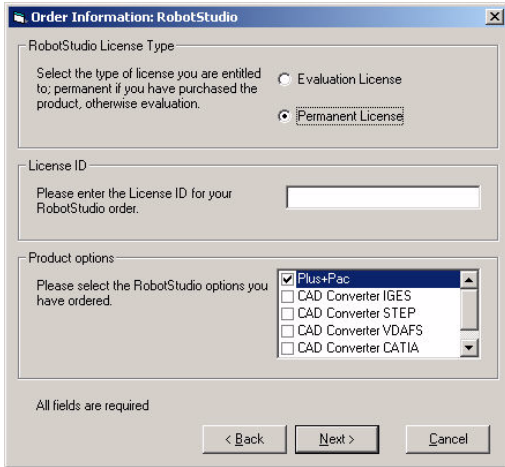 Order Information: RobotStudio
RobotStudio License Type
Select the type of license you are entitled
to; permanent if you have purchased the
product, otherwise evaluation.
Evaluation License
Permanent License
License ID
Please enter the License ID for your
RobotStudio order.
Product options
Please select the RobotStudio options you
have ordered.
Plus+Pac
CAD Converter IGES
CAD Converter STEP
CAD Converter VDAFS
CAD Converter CATIA
All fields are required
< Back
Next >
Cancel